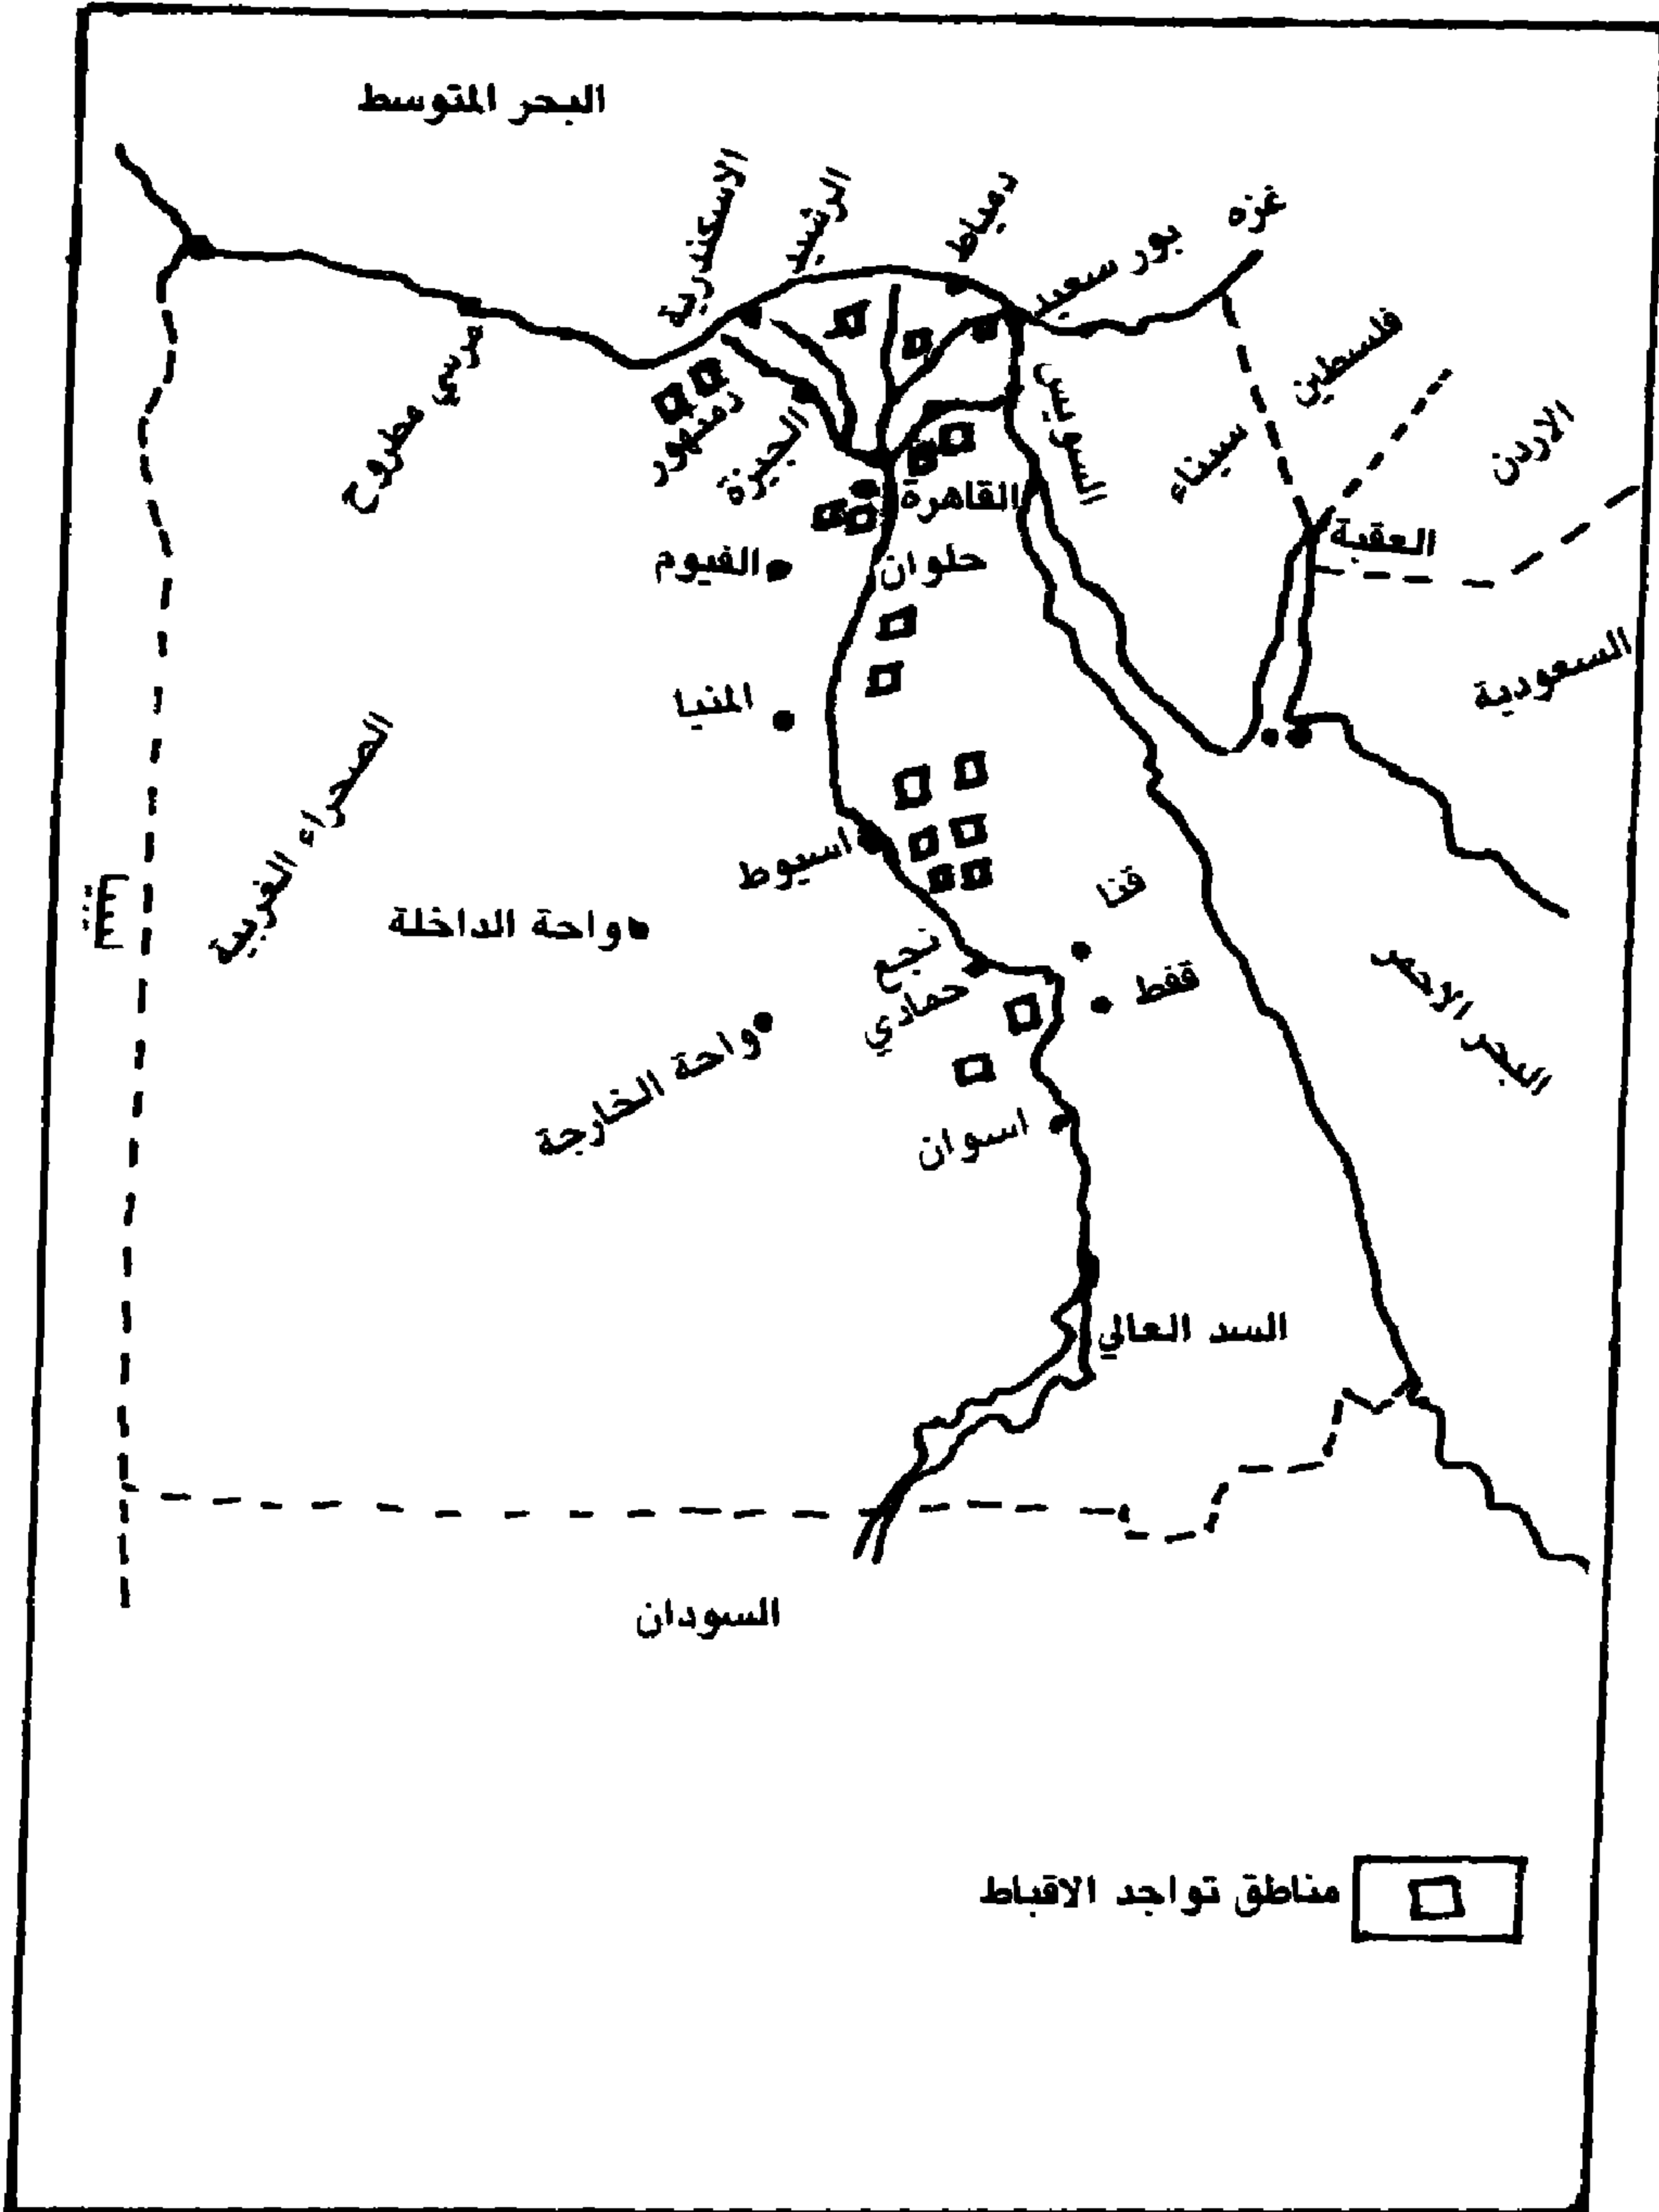 البحر المتوسط
الاسكندرية
الرشيد
دمياط
بور سعيد
غزه
مرسى مطروح
دمنهور
الجيزة
السويس
سيناء
فلسطين
الاردن
القاهرة
العقبة
الفيوم
حلوان
السعودية
المنيا
الصحراء الغربية
اسيوط
قنا
واحة الداخلة
نجع
حمادي
قفط
البحر الاحمر
واحة الخارجة
اسوان
السد العالي
السودان
مناطق تواجد الاقباط